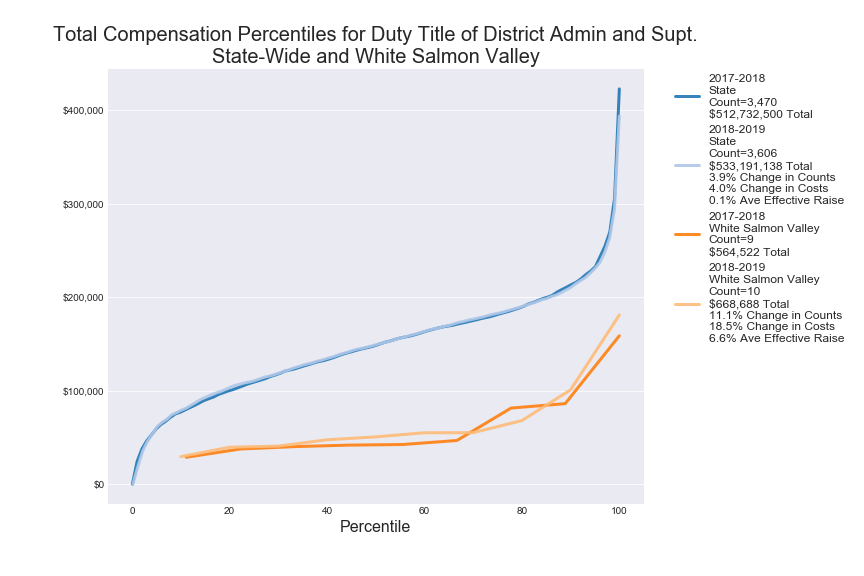 Total Compensation Percentiles for Duty Title of District Admin and Supt.
State-Wide and White Salmon Valley
$400,000
$300,000
$200,000
$100,000
$0
0
20
40
60
80
100
Percentile
2017-2018
State
Count=3,470
$512,732,500 Total
2018-2019
State
Count=3,606
$533,191,138 Total
3.9% Change in Counts
4.0% Change in Costs
0.1% Ave Effective Raise
2017-2018
White Salmon Valley
Count=9
$564,522 Total
2018-2019
White Salmon Valley
Count=10
$668,688 Total
11.1% Change in Counts
18.5% Change in Costs
6.6% Ave Effective Raise